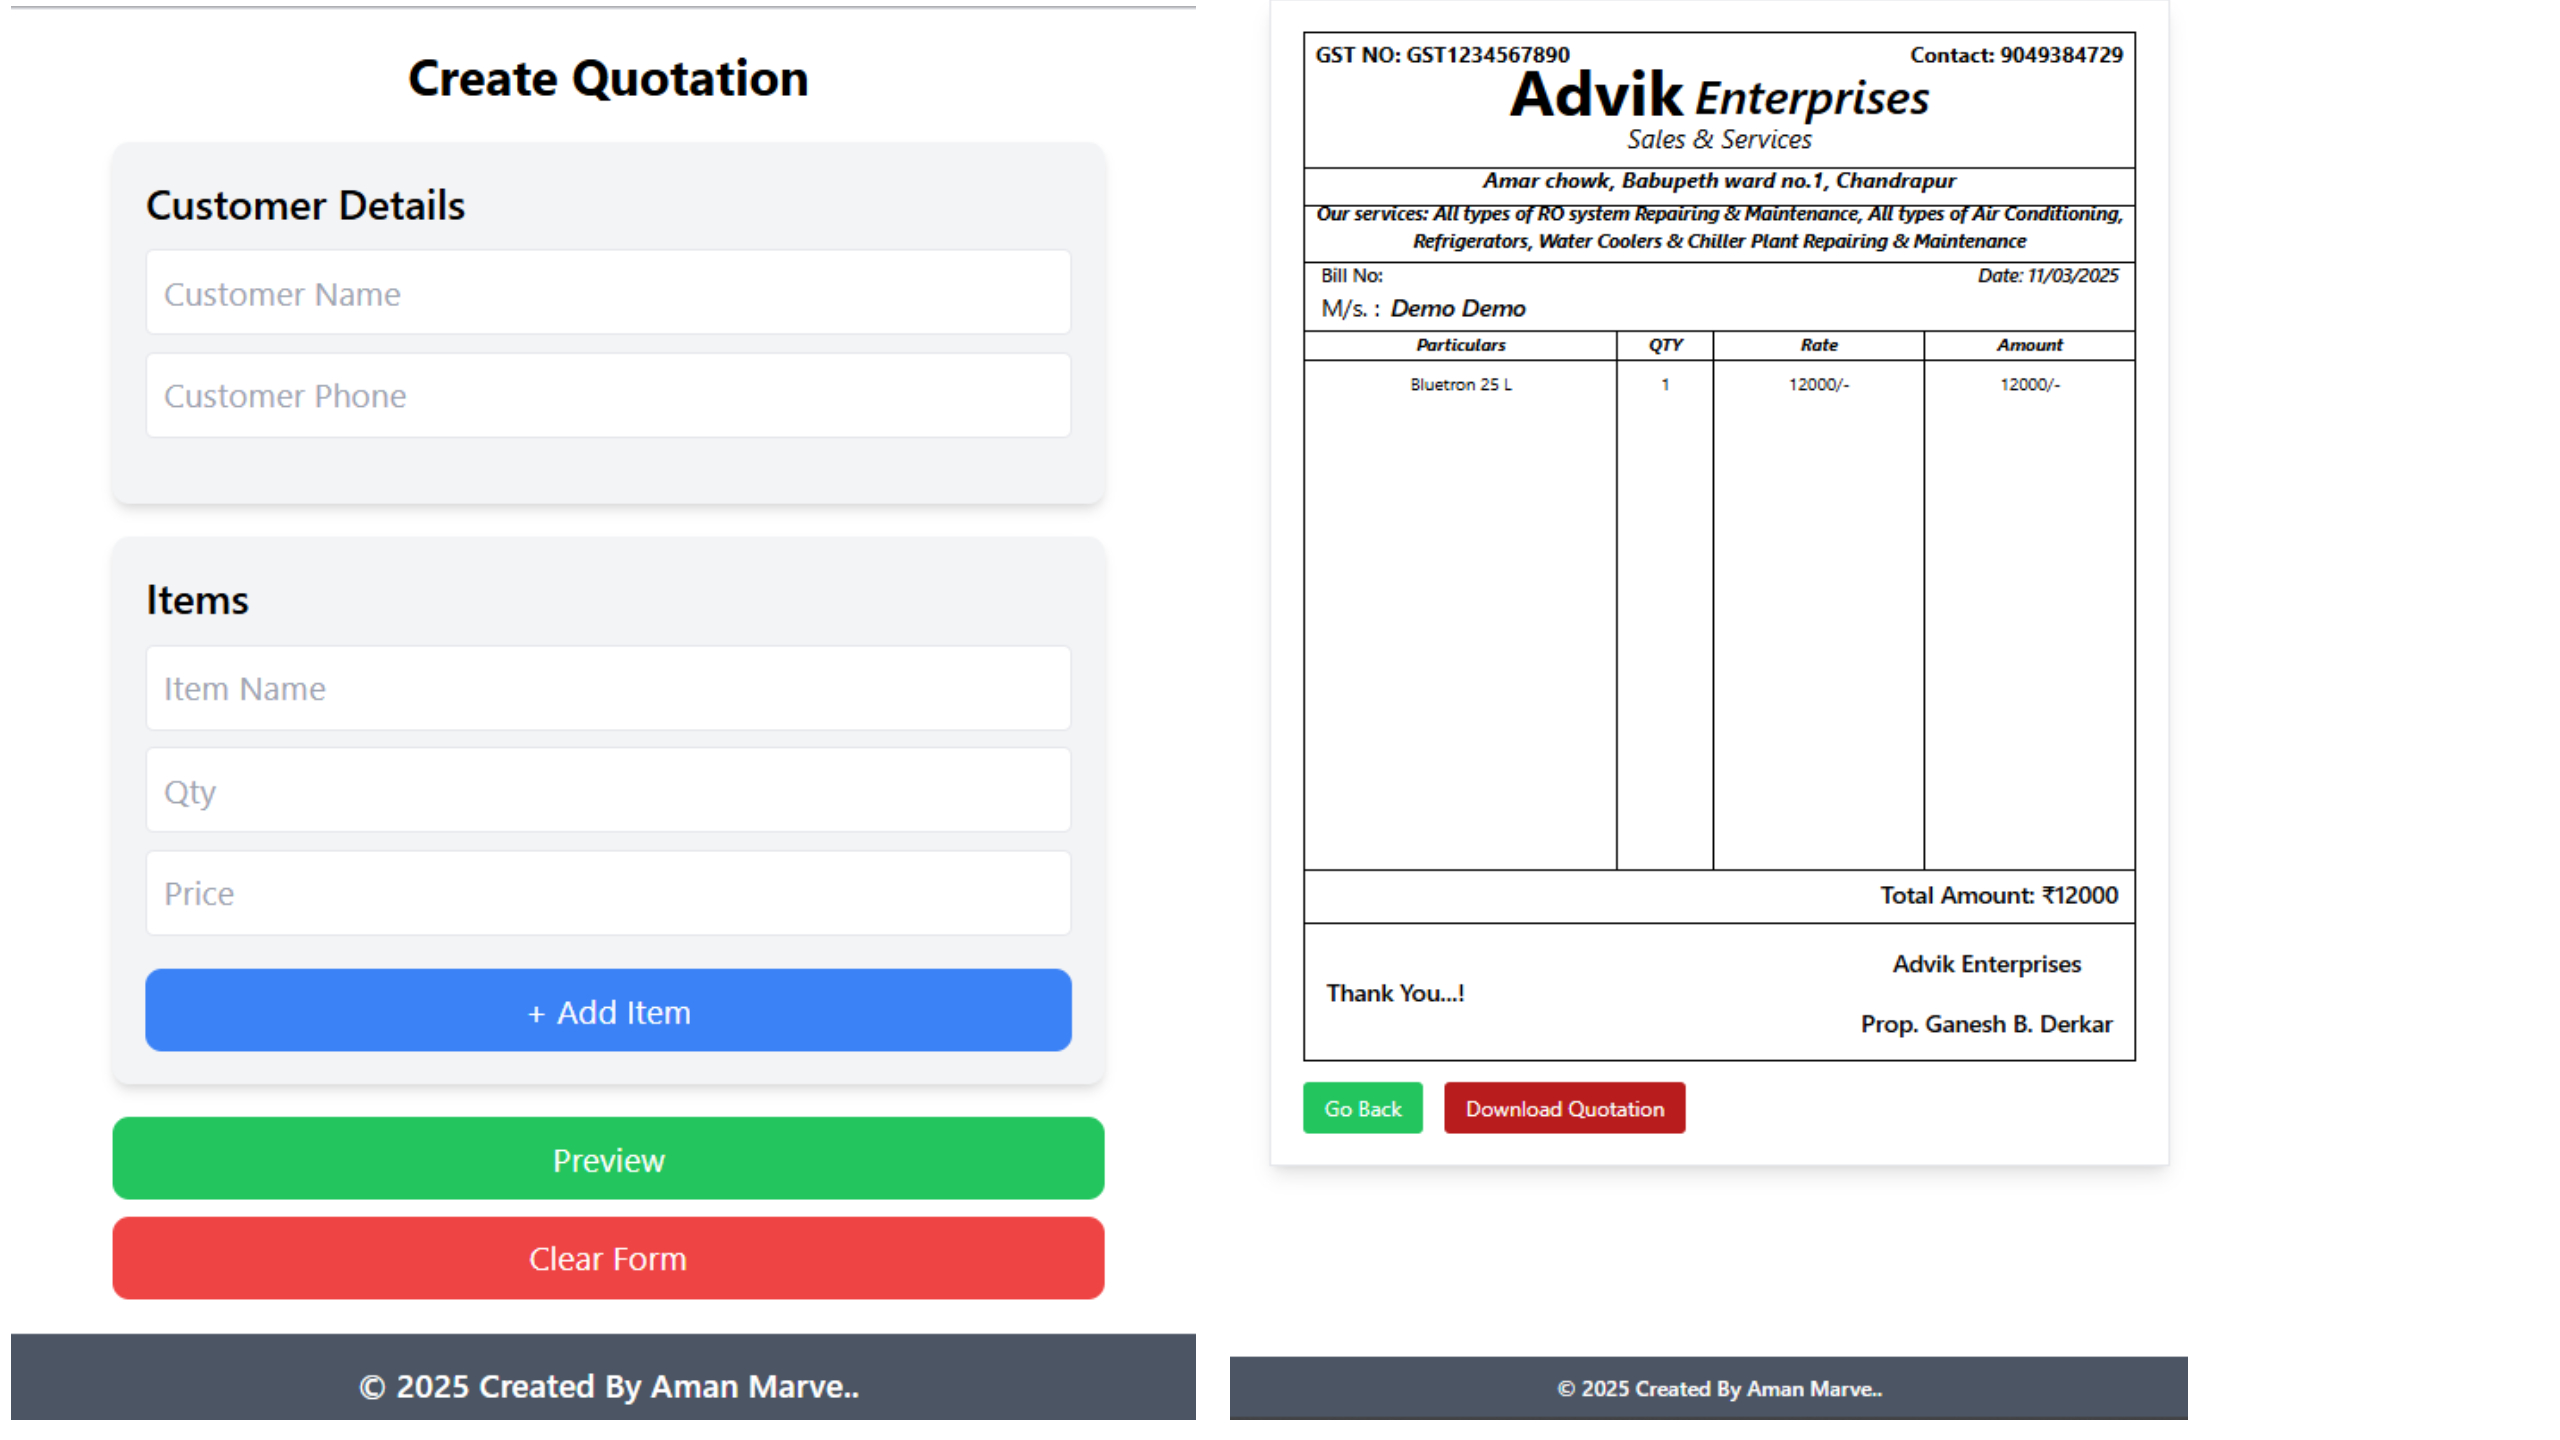 Create Quotation
Customer Details
Customer Name
Customer Phone
Items
Item Name
Qty
Price
+ Add Item
Preview
Clear Form
© 2025 Created By Aman Marve..
GST NO: GST1234567890 Contact: 9049384729
Advik Enterprises
Sales & Services
Amar chowk, Babupeth ward no.1, Chandrapur
Our services: All types of RO system Repairing & Maintenance, All types of Air Conditioning,
Refrigerators, Water Coolers & Chiller Plant Repairing & Maintenance
Bill No: Date: 11/03/2025
M/s. : Demo Demo
Particulars QTY Rate Amount
Bluetron 25 L 1 12000/- 12000/-
Total Amount: ₹12000
Advik Enterprises
Thank You...!
Prop. Ganesh B. Derkar
Go Back Download Quotation
© 2025 Created By Aman Marve..